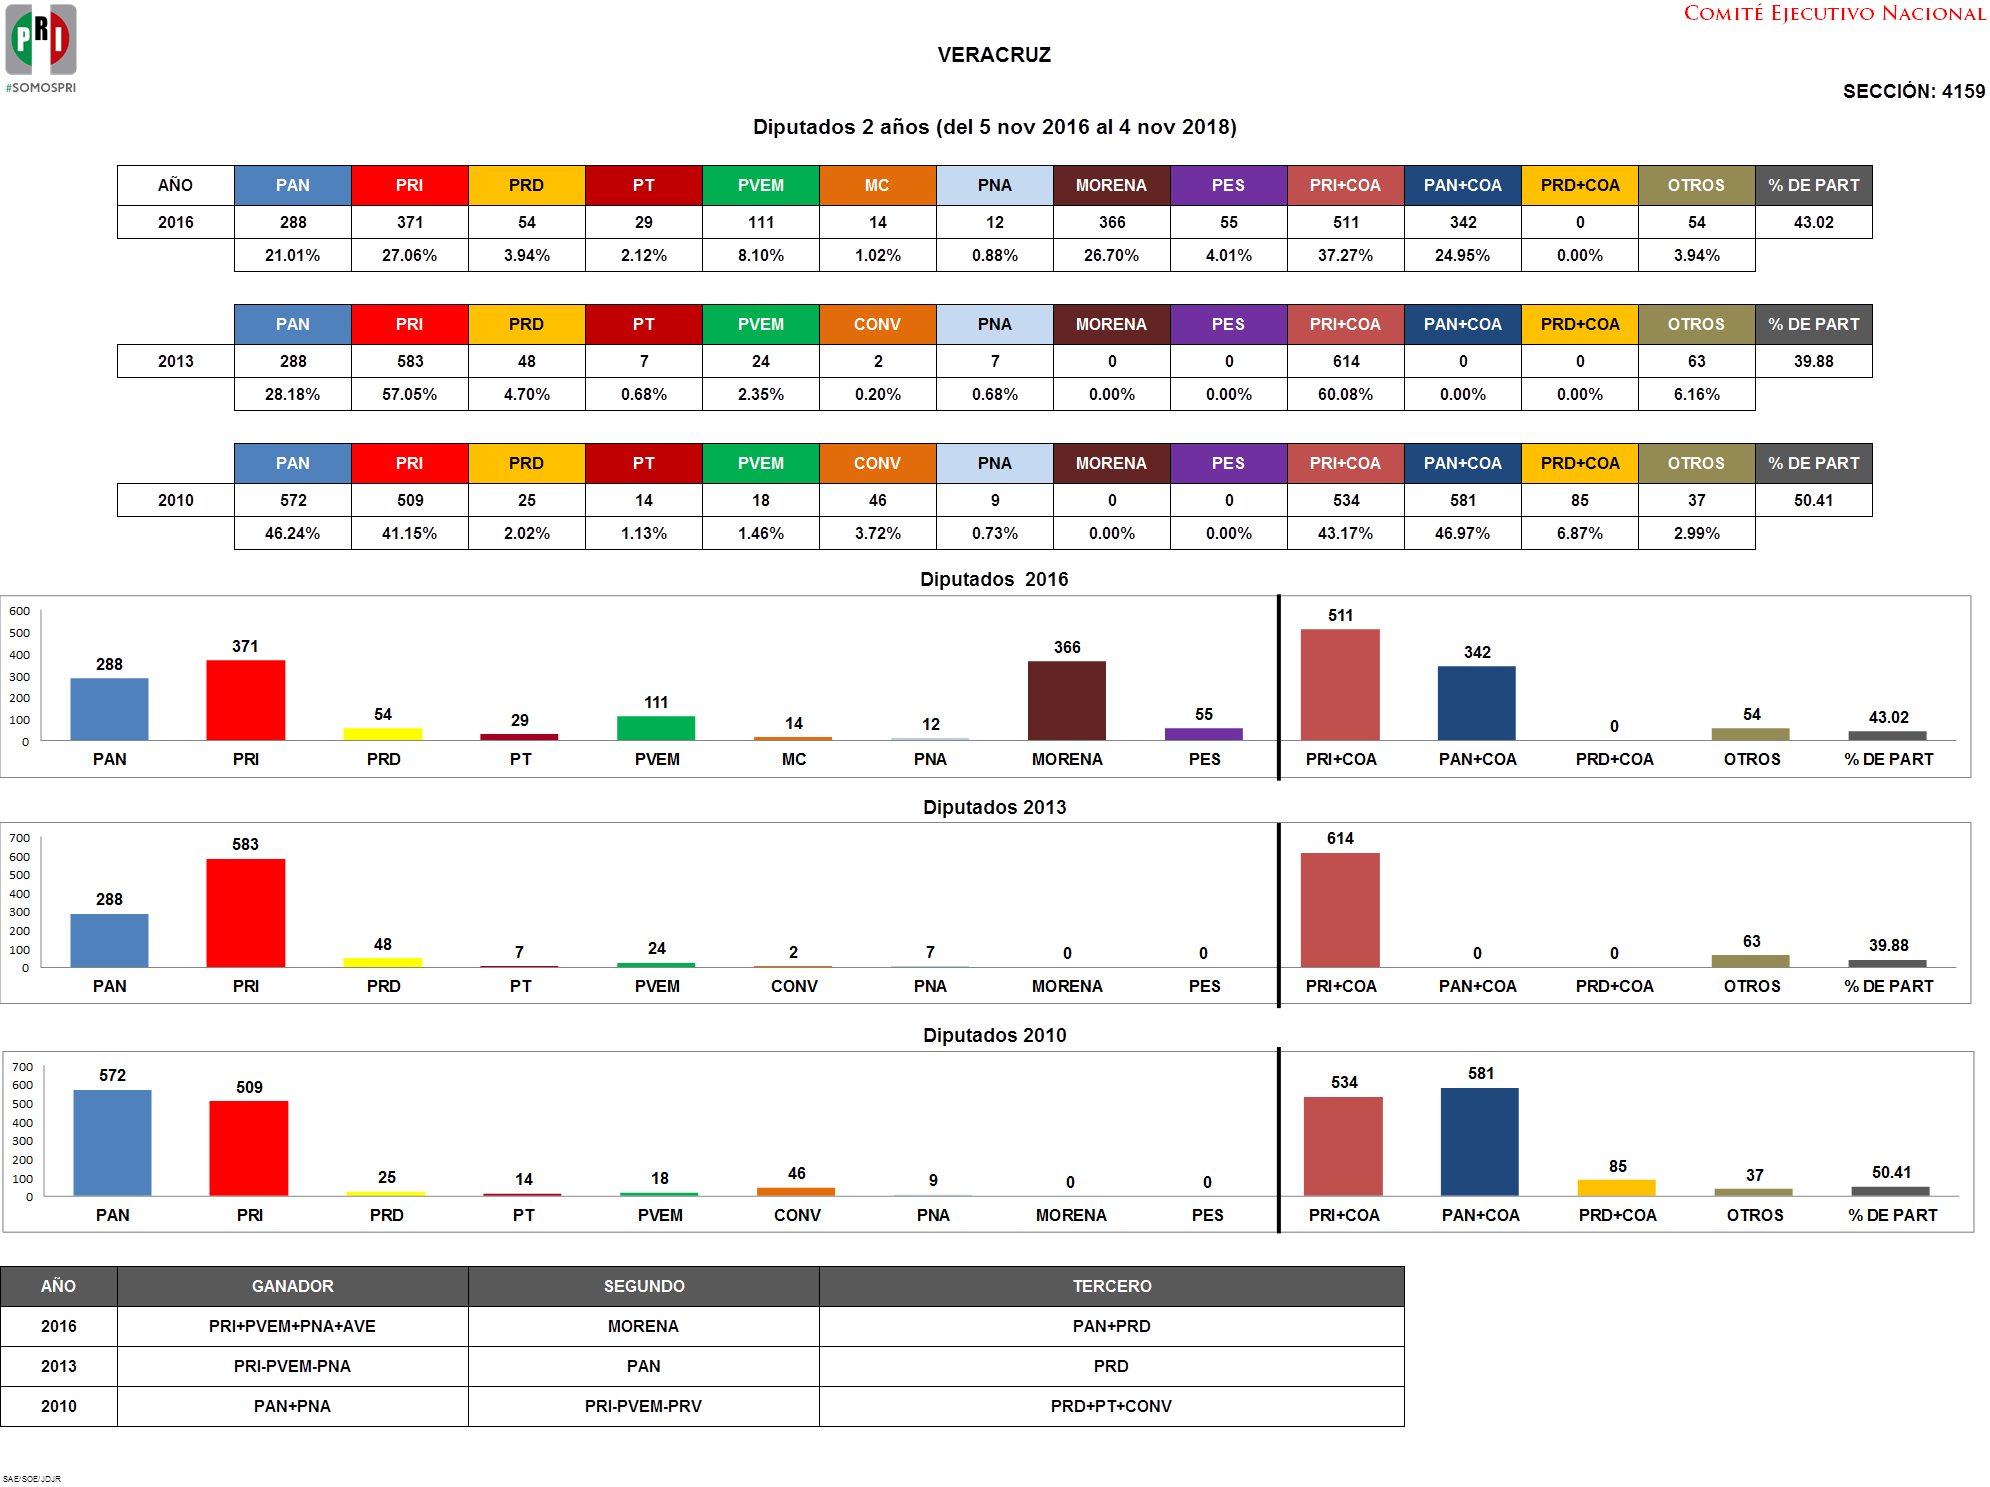 PRI
#SOMOSPRI
COMITÉ EJECUTIVO NACIONAL
VERACRUZ
SECCIÓN: 4159
Diputados 2 años (del 5 nov 2016 al 4 nov 2018)
AÑO PAN PRI PRD PT PVEM MC PNA MORENA PES PRI+COA PAN+COA PRD+COA OTROS % DE PART
2016 288 371 54 29 111 14 12 366 55 511 342 0 54 43.02
21.01% 27.06% 3.94% 2.12% 8.10% 1.02% 0.88% 26.70% 4.01% 37.27% 24.95% 0.00% 3.94%
PAN PRI PRD PT PVEM CONV PNA MORENA PES PRI+COA PAN+COA PRD+COA OTROS % DE PART
2013 288 583 48 7 24 2 7 0 0 614 0 0 63 39.88
28.18% 57.05% 4.70% 0.68% 2.35% 0.20% 0.68% 0.00% 0.00% 60.08% 0.00% 0.00% 6.16%
PAN PRI PRD PT PVEM CONV PNA MORENA PES PRI+COA PAN+COA PRD+COA OTROS % DE PART
2010 572 509 25 14 18 46 9 0 0 534 581 85 37 50.41
46.24% 41.15% 2.02% 1.13% 1.46% 3.72% 0.73% 0.00% 0.00% 43.17% 46.97% 6.87% 2.99%
Diputados 2016
600
500
400
300
200
100
0
288 371 54 29 111 14 12 366 55 511 342 0 54 43.02
PAN PRI PRD PT PVEM MC PNA MORENA PES PRI+COA PAN+COA PRD+COA OTROS % DE PART
Diputados 2013
700
600
500
400
300
200
100
0
288 583 48 7 24 2 7 0 0 614 0 0 63 39.88
PAN PRI PRD PT PVEM CONV PNA MORENA PES PRI+COA PAN+COA PRD+COA OTROS % DE PART
Diputados 2010
700
600
500
400
300
200
100
0
572 509 25 14 18 46 9 0 0 534 581 85 37 50.41
PAN PRI PRD PT PVEM CONV PNA MORENA PES PRI+COA PAN+COA PRD+COA OTROS % DE PART
AÑO GANADOR SEGUNDO TERCERO
2016 PRI+PVEM+PNA+AVE MORENA PAN+PRD
2013 PRI-PVEM-PNA PAN PRD
2010 PAN+PNA PRI-PVEM-PRV PRD+PT+CONV
SAE/SOE/JDJR